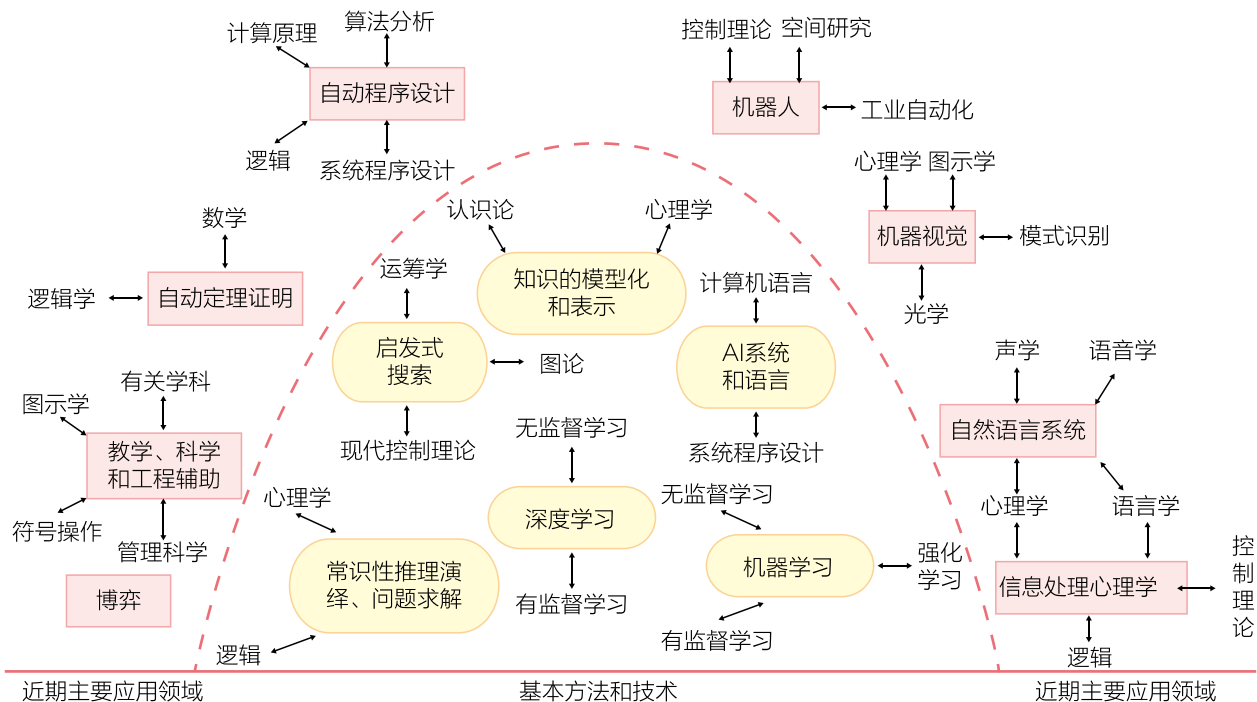 计算原理
算法分析
自动程序设计
逻辑
系统程序设计
控制理论
空间研究
机器人
工业自动化
心理学
图示学
机器视觉
模式识别
光学
数学
逻辑学
自动定理证明
认识论
心理学
知识的模型化
和表示
运筹学
启发式
搜索
图论
现代控制理论
计算机语言
AI系统
和语言
系统程序设计
声学
语音学
自然语言系统
心理学
语言学
信息处理心理学
控
制
理
论
逻辑
有关学科
图示学
教学、科学
和工程辅助
符号操作
管理科学
博弈
心理学
常识性推理演
绎、问题求解
逻辑
无监督学习
深度学习
有监督学习
无监督学习
机器学习
强化
学习
有监督学习
近期主要应用领域
基本方法和技术
近期主要应用领域